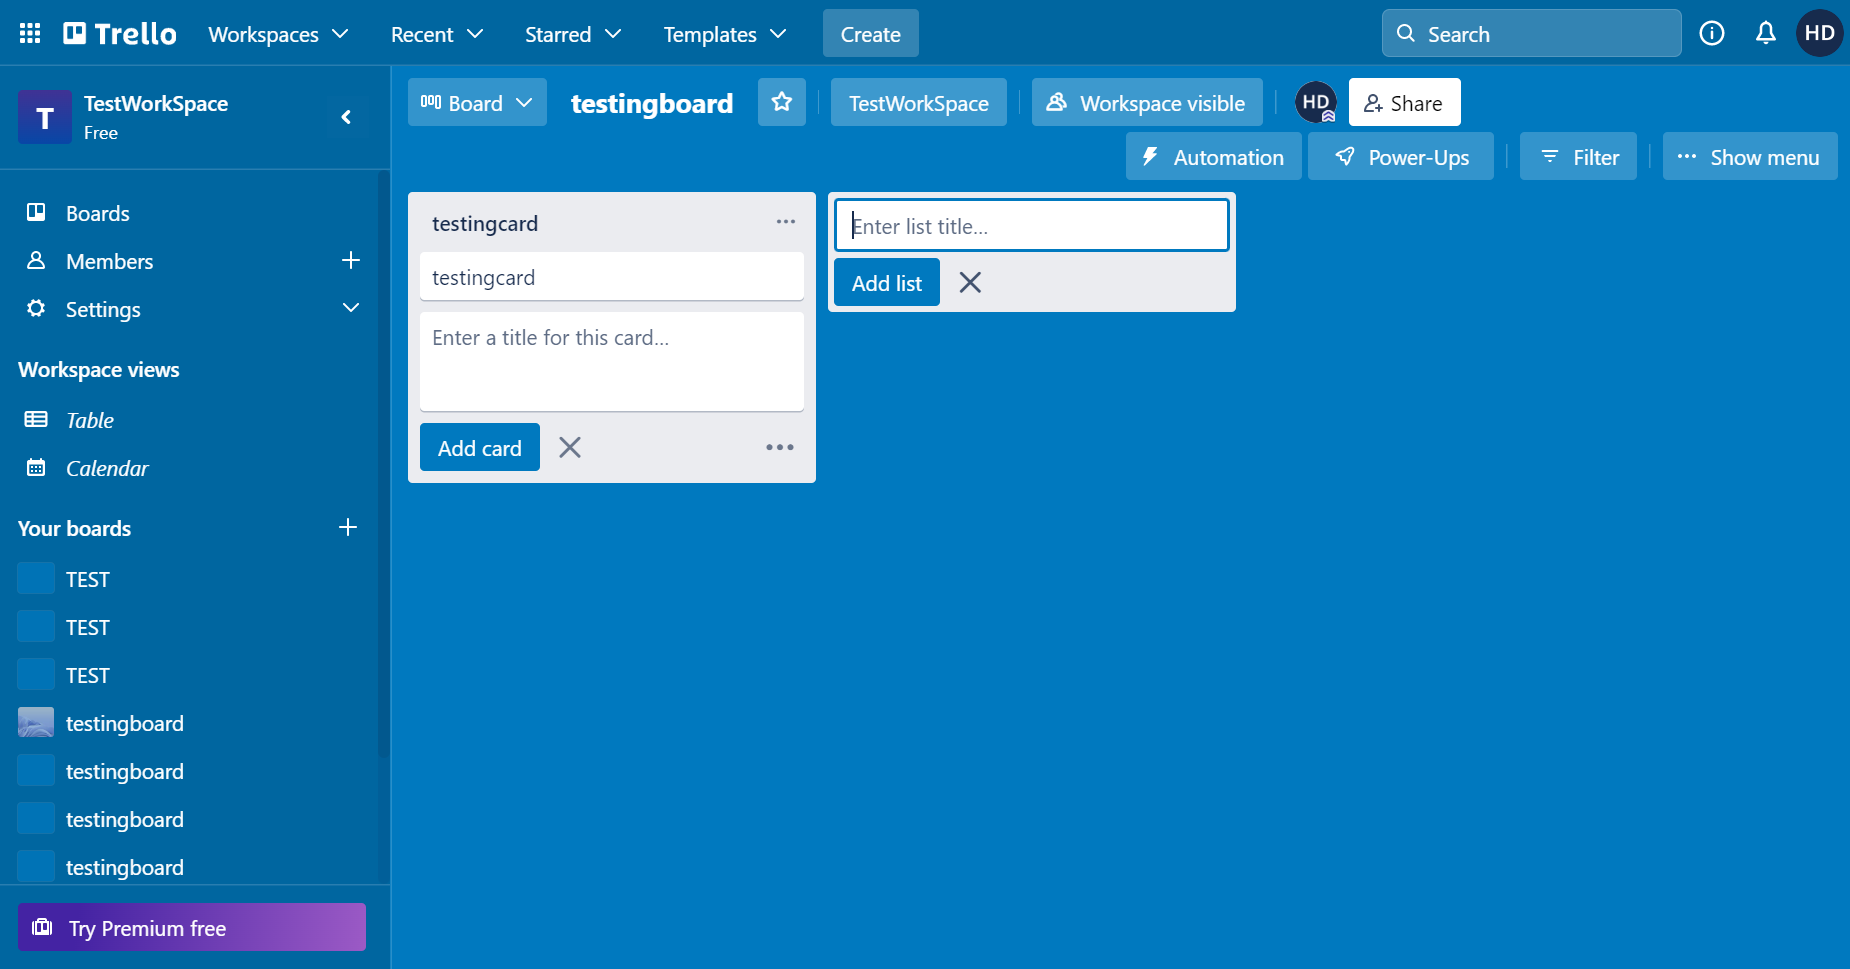 Trello
Workspaces
Recent
Starred
Templates
Create
Search
HD
T
TestWorkSpace
Free
Board
testingboard
TestWorkSpace
Workspace visible
HD
Share
Automation
Power-Ups
Filter
Show menu
Boards
Members
Settings
Workspace views
Table
Calendar
Your boards
TEST
TEST
TEST
testingboard
testingboard
testingboard
testingboard
Try Premium free
testingcard
testingcard
Enter a title for this card...
Add card
Enter list title...
Add list